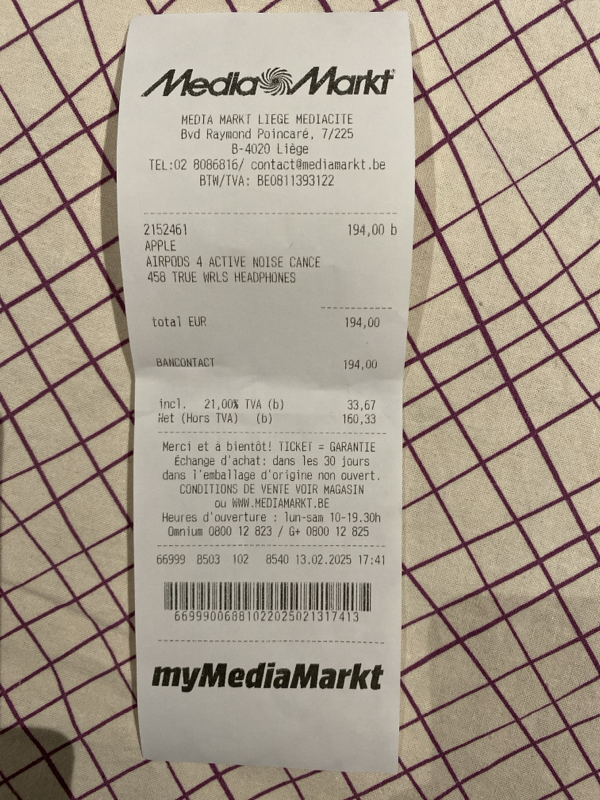 Media Markt
MEDIA MARKT LIEGE MEDIACITE
Bvd Raymond Poincaré, 7/225
B-4020 Liège
TEL:02 8086816/ contact@mediamarkt.be
BTW/TVA: BE0811393122
2152461 194,00 b
APPLE
AIRPODS 4 ACTIVE NOISE CANCE
458 TRUE WRLS HEADPHONES
total EUR 194,00
BANCONTACT 194,00
incl. 21,00% TVA (b) 33,67
Net (Hors TVA) (b) 160,33
Merci et à bientôt! TICKET = GARANTIE
Échange d'achat: dans les 30 jours
dans l'emballage d'origine non ouvert.
CONDITIONS DE VENTE VOIR MAGASIN
ou WWW.MEDIAMARKT.BE
Heures d'ouverture : lun-sam 10-19.30h
Omnium 0800 12 823 / G+ 0800 12 825
66999 8503 102 8540 13.02.2025 17:41
6699900688102202502131​7413
myMediaMarkt